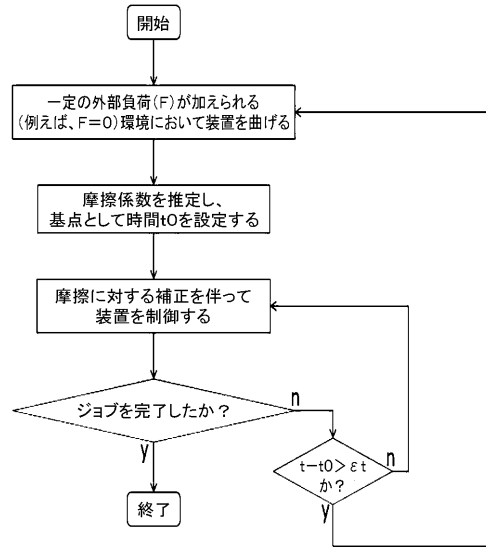 開始
一定の外部負荷(F)が加えられる
(例えば、F=0)環境において装置を曲げる
摩擦係数を推定し、
基点として時間t0を設定する
摩擦に対する補正を伴って
装置を制御する
ジョブを完了したか？
n
y
t-t0>εt
か？
n
y
終了